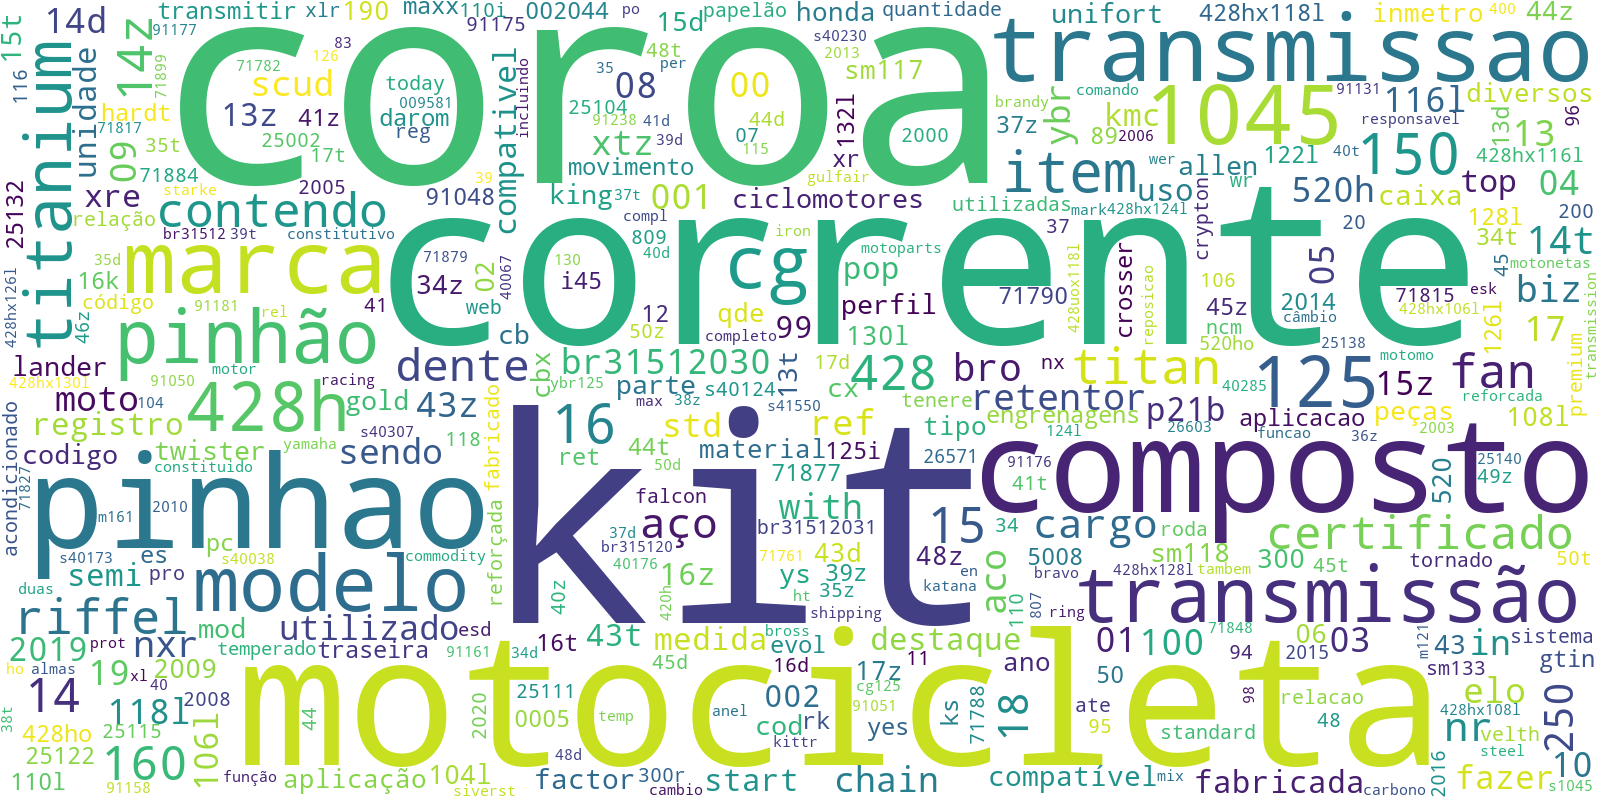 coroa
corrente
kit
motocicleta
transmissao
composto
transmissão
pinhao
pinhão
modelo
marca
titanium
1045
125
428h
cg
item
titan
150
contendo
certificado
riffel
dente
fan
428
14z
xtz
scud
14d
transmitir
xlr
190
maxx
110j
002044
po
15d
papelão
honda
quantidade
unifort
428hx118l
inmetro
400
44z
15t
91177
83
126
71782
71899
today
009581
darom
reg
91175
s40230
2013
35
per
48t
sm117
08
00
13z
41z
25002
17t
compativel
incluindo
25104
91238
41d
39d
44d
07
115
2000
132l
xr
brandy
37z
comando
ybr
kmc
89
2006
116l
responsavel
91131
diversos
96
13d
13
428hx116l
116
unidade
hardt
71817
35t
09
71884
starke
2005
91048
39
movimento
king
37t
001
gulfair
ciclomotores
uso
wer
allen
wr
122l
40t
520h
caixa
top
04
25132
xre
relação
br31512
39t
constitutivo
compl
809
40d
iron
motoparts
utilizadas
mark
428hx124l
37
crypton
20
128l
200
34t
14t
428hx126l
35d
16k
código
46z
91181
rel
41
71879
34z
02
40067
web
130
i45
12
50z
qde
completo
99
perfil
pop
130l
71790
428uox118l
crosser
reposicao
106
45z
ncm
520ho
05
2014
câmbio
25138
71815
45
esk
428hx106l
126l
motonetas
biz
17
transmission
lander
428hx130l
91050
motor
racing
moto
104
gold
43z
cb
cbx
ybr125
br31512030
parte
max
38z
s40124
s41550
13t
17d
cx
tenere
bro
nx
retentor
engrenagens
p21b
40285
motomo
15z
reforcada
peças
2003
premium
108l
registro
acondicionado
71827
codigo
constituido
twister
yamaha
s40307
118
sendo
fabricado
16
ret
44t
50d
std
ref
material
125i
71877
tipo
26571
124l
26603
aplicacao
funcao
36z
91176
41t
25140
49z
520
m161
2010
s40173
es
pc
s40038
commodity
reforçada
falcon
aço
37d
br315120
40176
71761
with
br31512031
43d
15
48z
34
cargo
roda
5008
sm118
300
45t
tornado
50t
duas
semi
pro
40z
420h
16z
ys
ht
39z
35z
shipping
en
katana
aco
110
807
bravo
ring
428hx128l
tambem
2019
prot
nxr
mod
temperado
utilizado
traseira
esd
91161
34d
16t
43t
medida
45d
bross
evol
16d
destaque
17z
11
ano
01
100
71848
94
06
2015
03
m121
43
in
sm133
sistema
gtin
ho
almas
xl
40
19
2009
2008
38t
14
118l
428ho
25115
25122
110l
160
91158
106l
44
2020
25111
0005
48d
temp
anel
002
cod
kittr
cg125
91051
rk
yes
ks
71788
18
50
ate
95
98
relacao
48
standard
428hx108l
nr
elo
velth
steel
250
10
função
aplicação
104l
siverst
factor
300r
cambio
start
chain
compatível
mix
fabricada
carbono
2016
fazer
s1045